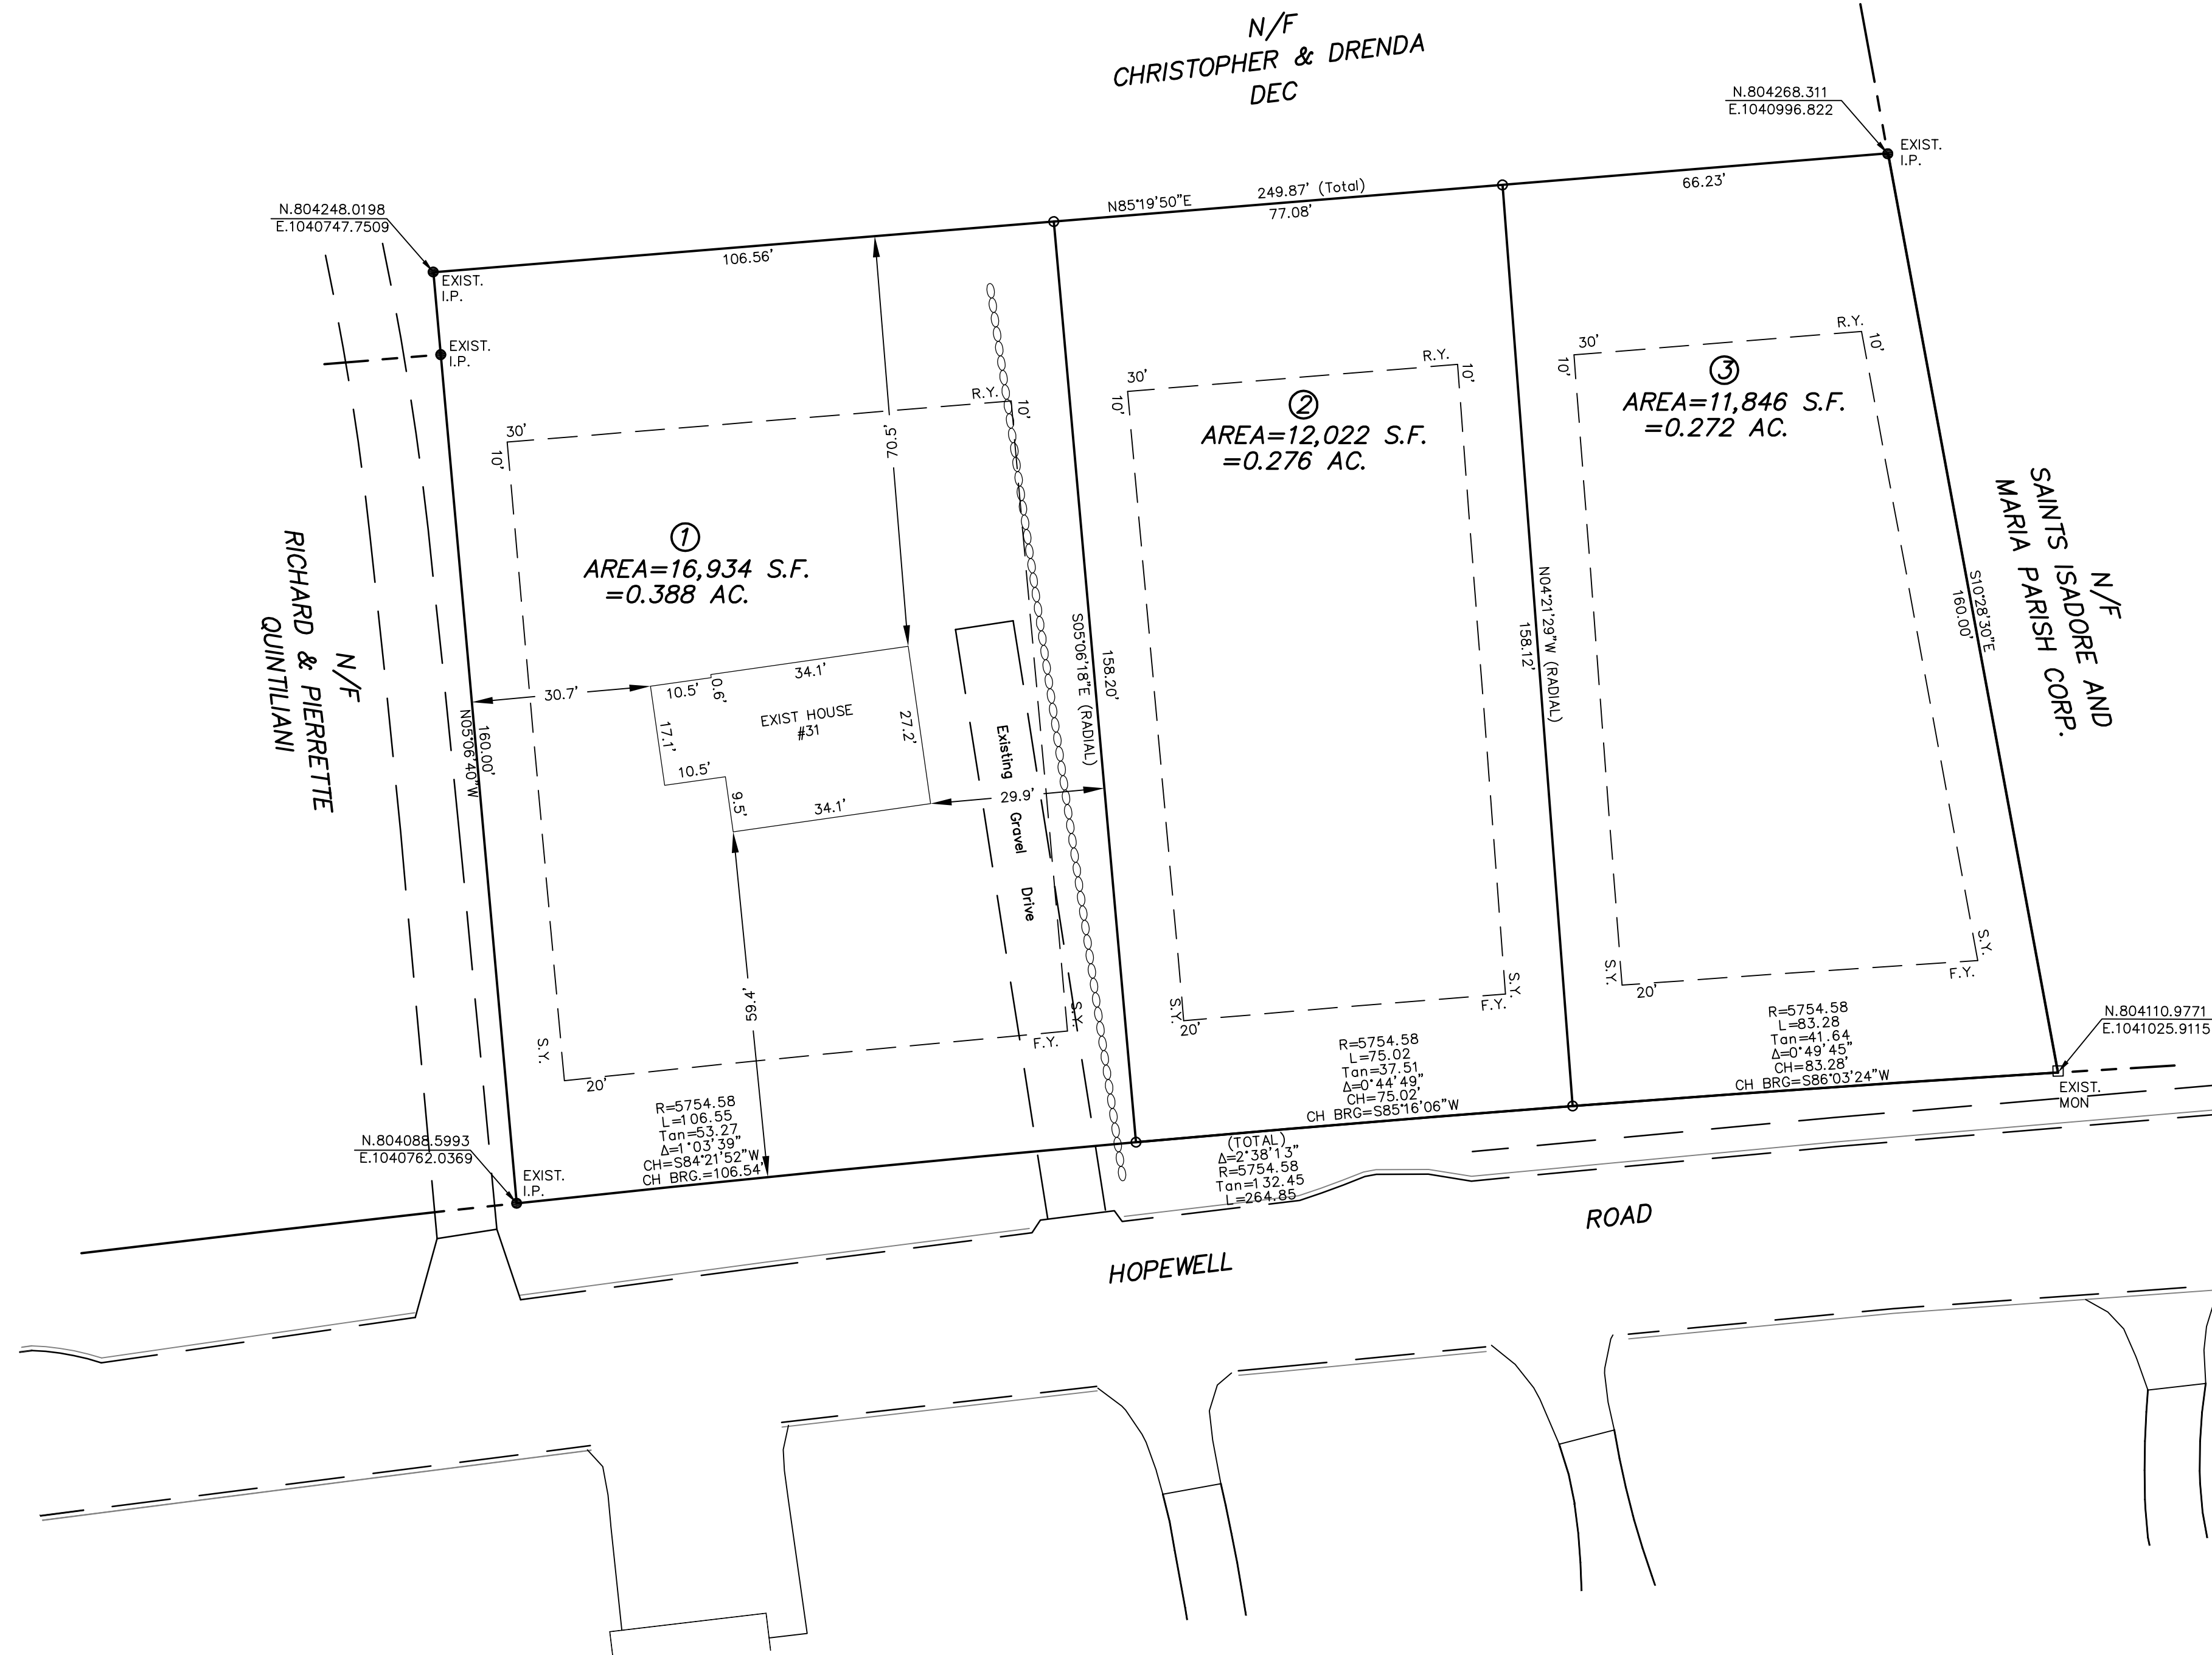 N/F
CHRISTOPHER & DRENDA
DEC
N.804268.311
E.1040996.822
EXIST.
I.P.
N.804248.0198
E.1040747.7509
EXIST.
I.P.
EXIST.
I.P.
106.56'
N85°19'50"E
249.87' (Total)
77.08'
66.23'
N/F
RICHARD & PIERRETTE
QUINTILIANI
N05°06'40"W
160.00'
30'
10'
R.Y.
10'
70.5'
①
AREA=16,934 S.F.
=0.388 AC.
30.7'
10.5'
0.6'
34.1'
EXIST HOUSE
#31
17.1'
27.2'
10.5'
9.5'
34.1'
29.9'
Existing Gravel Drive
59.4'
S.Y.
20'
F.Y.
S.Y.
R=5754.58
L=106.55
Tan=53.27
Δ=1°03'39"
CH=S84°21'52"W
CH BRG.=106.54'
N.804088.5993
E.1040762.0369
EXIST.
I.P.
S05°06'18"E (RADIAL)
158.20'
30'
10'
R.Y.
10'
②
AREA=12,022 S.F.
=0.276 AC.
S.Y.
20'
F.Y.
S.Y.
R=5754.58
L=75.02
Tan=37.51
Δ=0°44'49"
CH=75.02'
CH BRG=S85°16'06"W
(TOTAL)
Δ=2°38'13"
R=5754.58
Tan=132.45
L=264.85
N04°21'29"W (RADIAL)
158.12'
30'
10'
R.Y.
10'
③
AREA=11,846 S.F.
=0.272 AC.
S.Y.
20'
F.Y.
S.Y.
R=5754.58
L=83.28
Tan=41.64
Δ=0°49'45"
CH=83.28'
CH BRG=S86°03'24"W
S10°28'30"E
160.00'
N/F
SAINTS ISADORE AND
MARIA PARISH CORP.
N.804110.9771
E.1041025.9115
EXIST.
MON
HOPEWELL ROAD